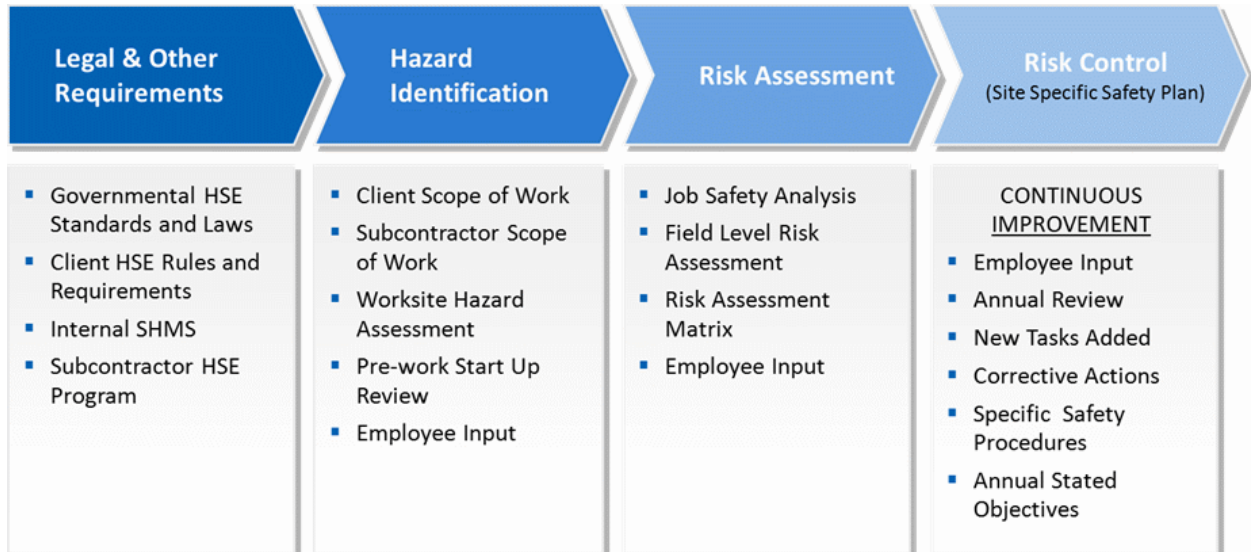 Legal & Other
Requirements
Hazard
Identification
Risk Assessment
Risk Control
(Site Specific Safety Plan)
▪ Governmental HSE
Standards and Laws
▪ Client HSE Rules and
Requirements
▪ Internal SHMS
▪ Subcontractor HSE
Program
▪ Client Scope of Work
▪ Subcontractor Scope
of Work
▪ Worksite Hazard
Assessment
▪ Pre-work Start Up
Review
▪ Employee Input
▪ Job Safety Analysis
▪ Field Level Risk
Assessment
▪ Risk Assessment
Matrix
▪ Employee Input
CONTINUOUS
IMPROVEMENT
▪ Employee Input
▪ Annual Review
▪ New Tasks Added
▪ Corrective Actions
▪ Specific Safety
Procedures
▪ Annual Stated
Objectives